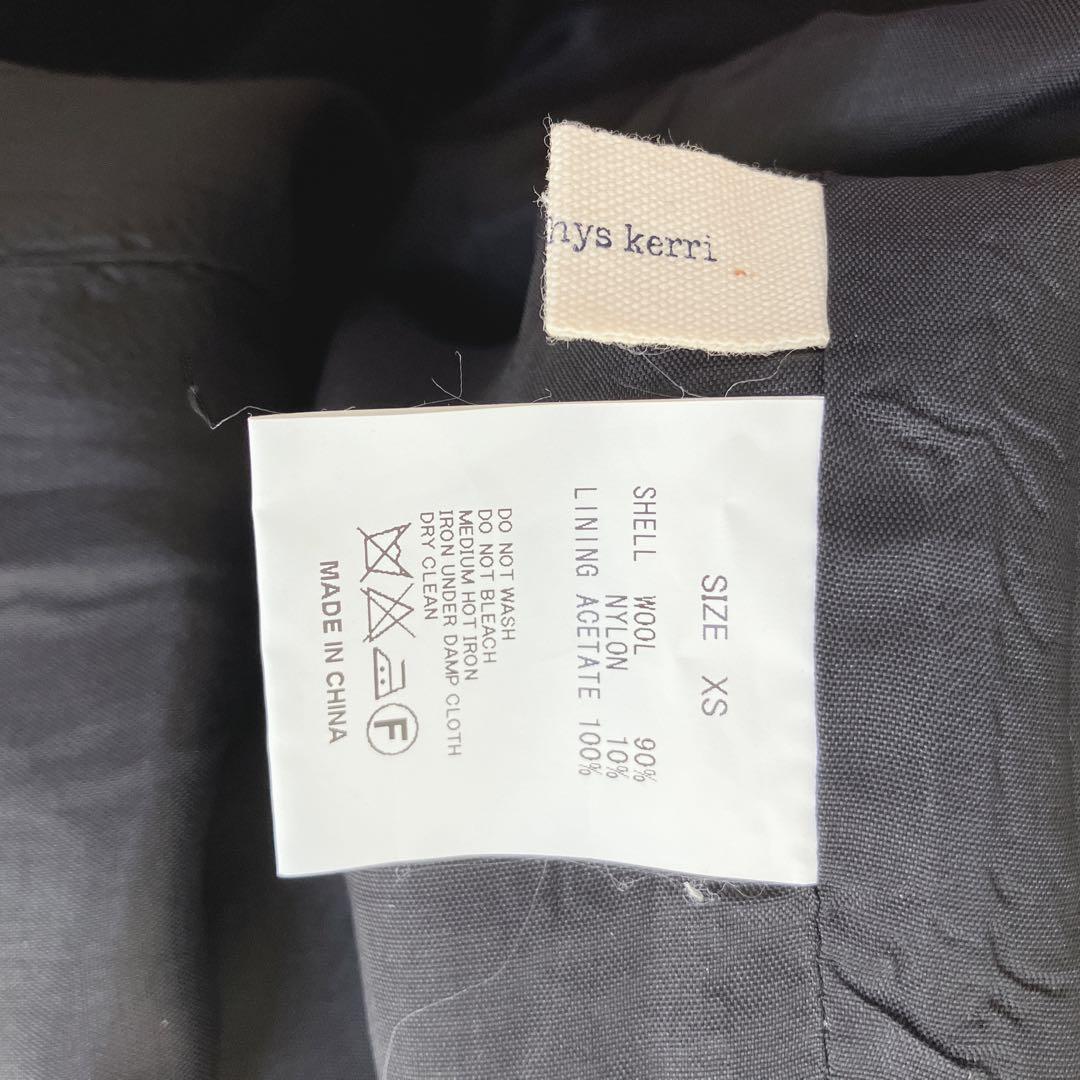 hys kerri
SIZE XS
SHELL WOOL 90%
NYLON 10%
LINING ACETATE 100%
DO NOT WASH
DO NOT BLEACH
MEDIUM HOT IRON
IRON UNDER DAMP CLOTH
DRY CLEAN
F
MADE IN CHINA